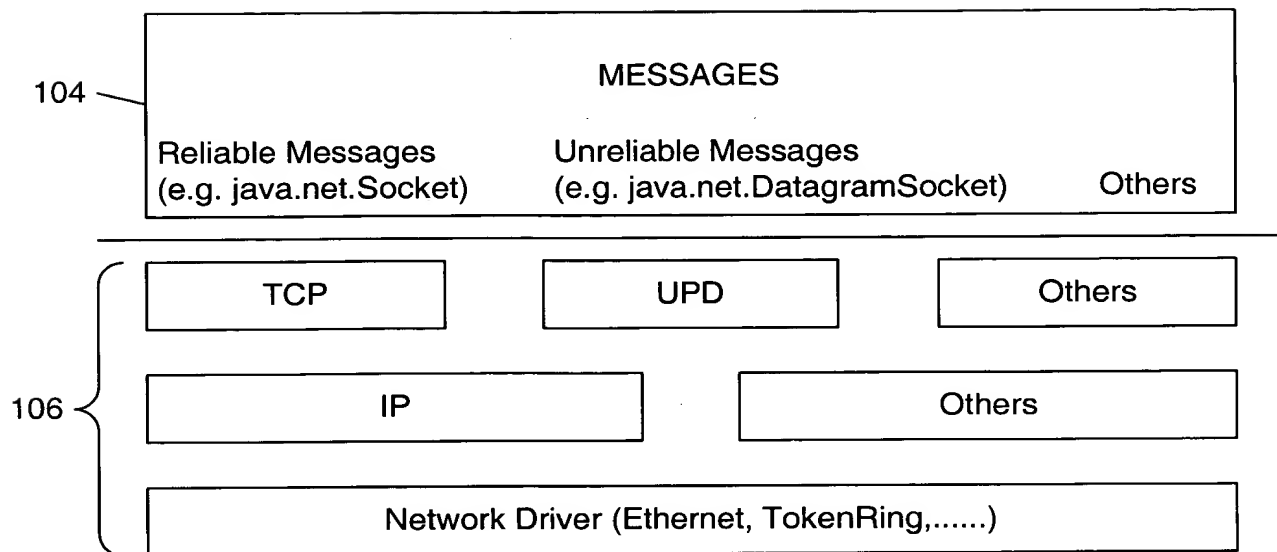 MESSAGES
104
Reliable Messages
(e.g. java.net.Socket)
Unreliable Messages
(e.g. java.net.DatagramSocket)
Others
TCP
UPD
Others
106
IP
Others
Network Driver (Ethernet, TokenRing,......)